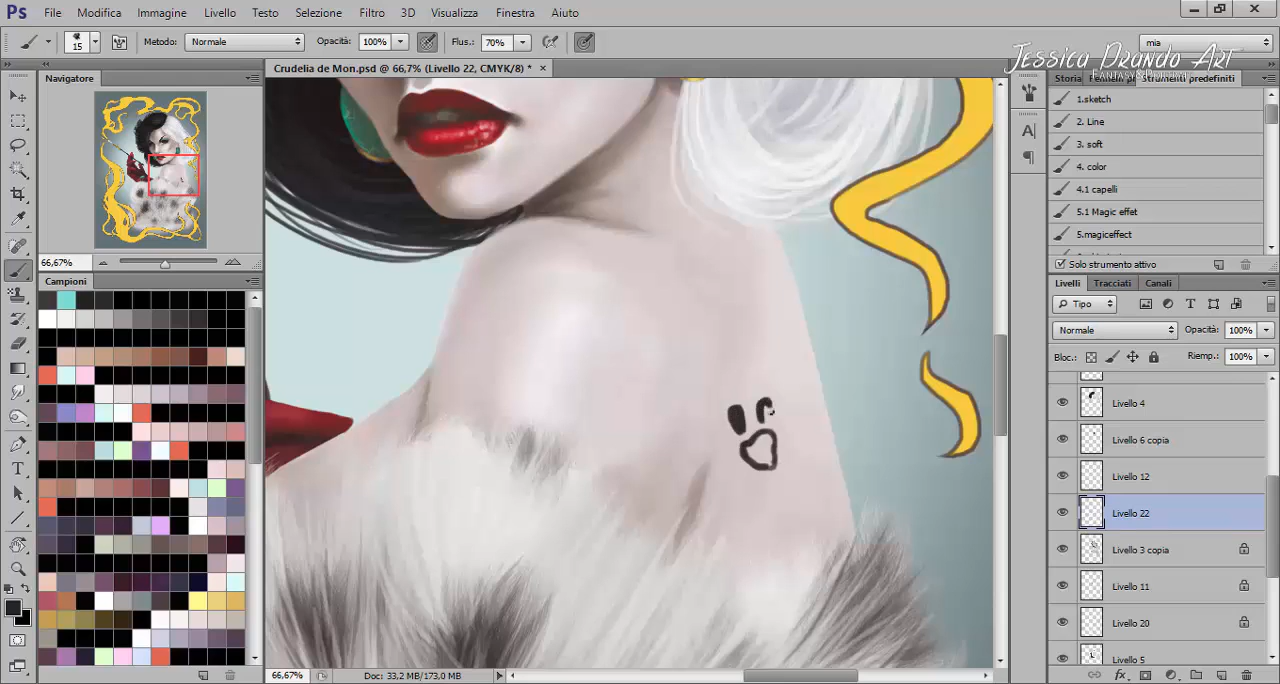 Ps File Modifica Immagine Livello Testo Selezione Filtro 3D Visualizza Finestra Aiuto
15 Metodo: Normale Opacità: 100% Flus.: 70% mia
Jessica Prando Art
Fantasy&Portrait
Navigatore
Crudelia de Mon.psd @ 66,7% (Livello 22, CMYK/8) *
Storia Pennelli Strumenti predefiniti
1.sketch
2. Line
3. soft
4. color
4.1 capelli
5.1 Magic effet
5.magiceffect
66,67%
Solo strumento attivo
Campioni
Livelli Tracciati Canali
Tipo
Normale Opacità: 100%
Bloc.: Riemp.: 100%
Livello 4
Livello 6 copia
Livello 12
Livello 22
Livello 3 copia
Livello 11
Livello 20
Livello 5
66,67% Doc: 33,2 MB/173,0 MB